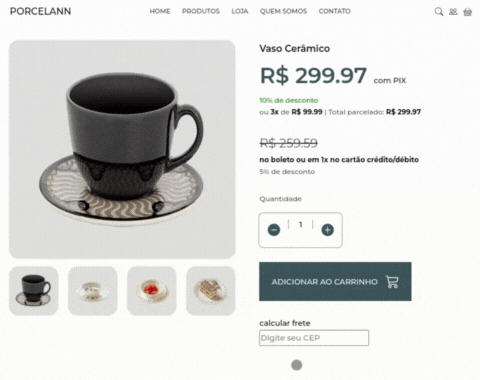 PORCELANN HOME PRODUTOS LOJA QUEM SOMOS CONTATO
Vaso Cerâmico
R$ 299.97 com PIX
10% de desconto
ou 3x de R$ 99.99 | Total parcelado: R$ 299.97
R$ 259.59
no boleto ou em 1x no cartão crédito/débito
5% de desconto
Quantidade
- 1 +
ADICIONAR AO CARRINHO
calcular frete
Digite seu CEP